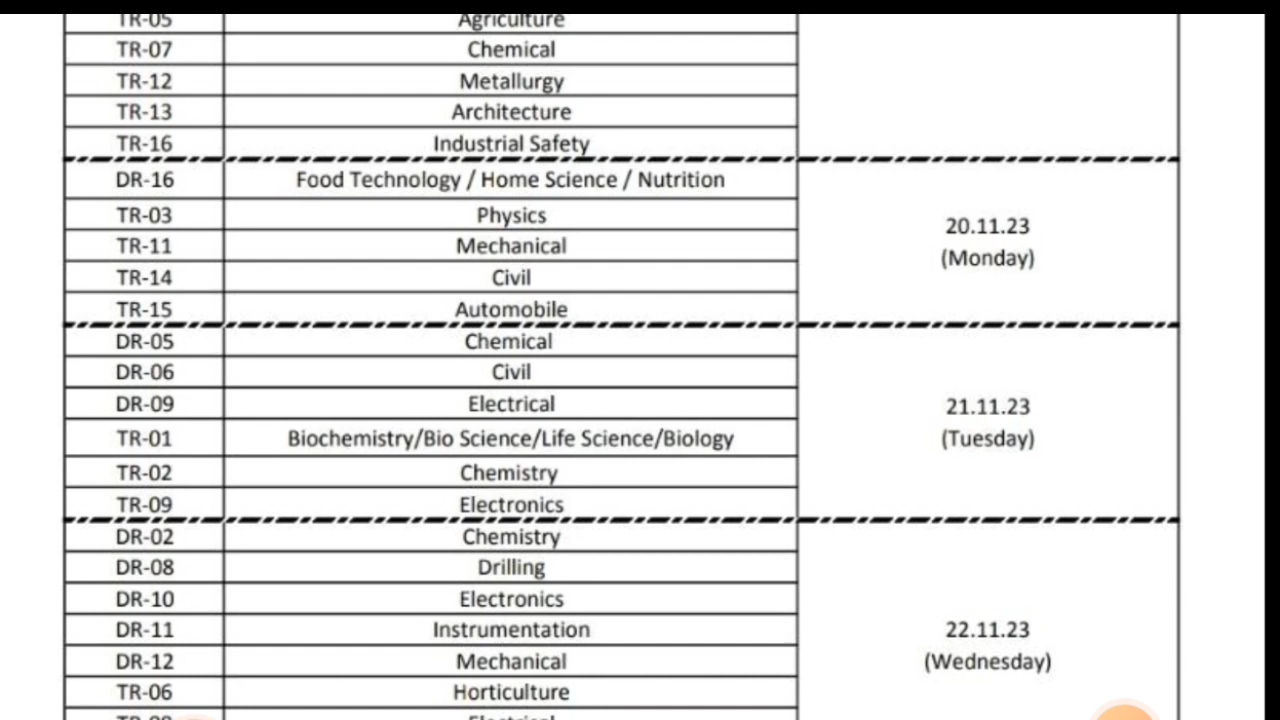 TR-05 Agriculture
TR-07 Chemical
TR-12 Metallurgy
TR-13 Architecture
TR-16 Industrial Safety
DR-16 Food Technology / Home Science / Nutrition
TR-03 Physics
20.11.23
TR-11 Mechanical
(Monday)
TR-14 Civil
TR-15 Automobile
DR-05 Chemical
DR-06 Civil
DR-09 Electrical
21.11.23
TR-01 Biochemistry/Bio Science/Life Science/Biology
(Tuesday)
TR-02 Chemistry
TR-09 Electronics
DR-02 Chemistry
DR-08 Drilling
DR-10 Electronics
DR-11 Instrumentation
22.11.23
DR-12 Mechanical
(Wednesday)
TR-06 Horticulture
Electrical